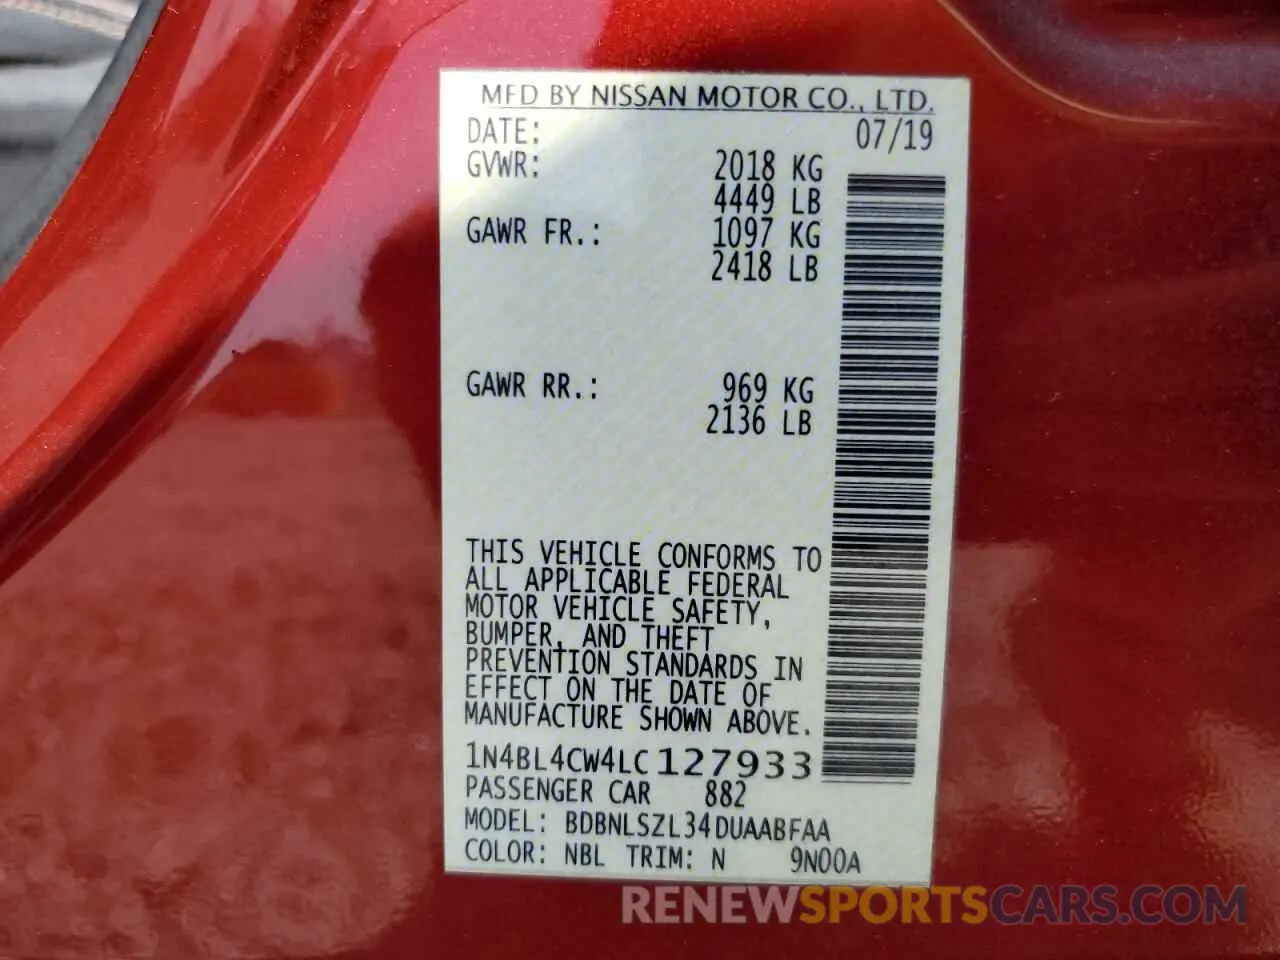 MFD BY NISSAN MOTOR CO., LTD.
DATE: 07/19
GVWR: 2018 KG
4449 LB
GAWR FR.: 1097 KG
2418 LB
GAWR RR.: 969 KG
2136 LB
THIS VEHICLE CONFORMS TO
ALL APPLICABLE FEDERAL
MOTOR VEHICLE SAFETY,
BUMPER, AND THEFT
PREVENTION STANDARDS IN
EFFECT ON THE DATE OF
MANUFACTURE SHOWN ABOVE.
1N4BL4CW4LC127933
PASSENGER CAR 882
MODEL: BDBNLSZL34DUAABFAA
COLOR: NBL TRIM: N 9N00A
RENEWSPORTSCARS.COM